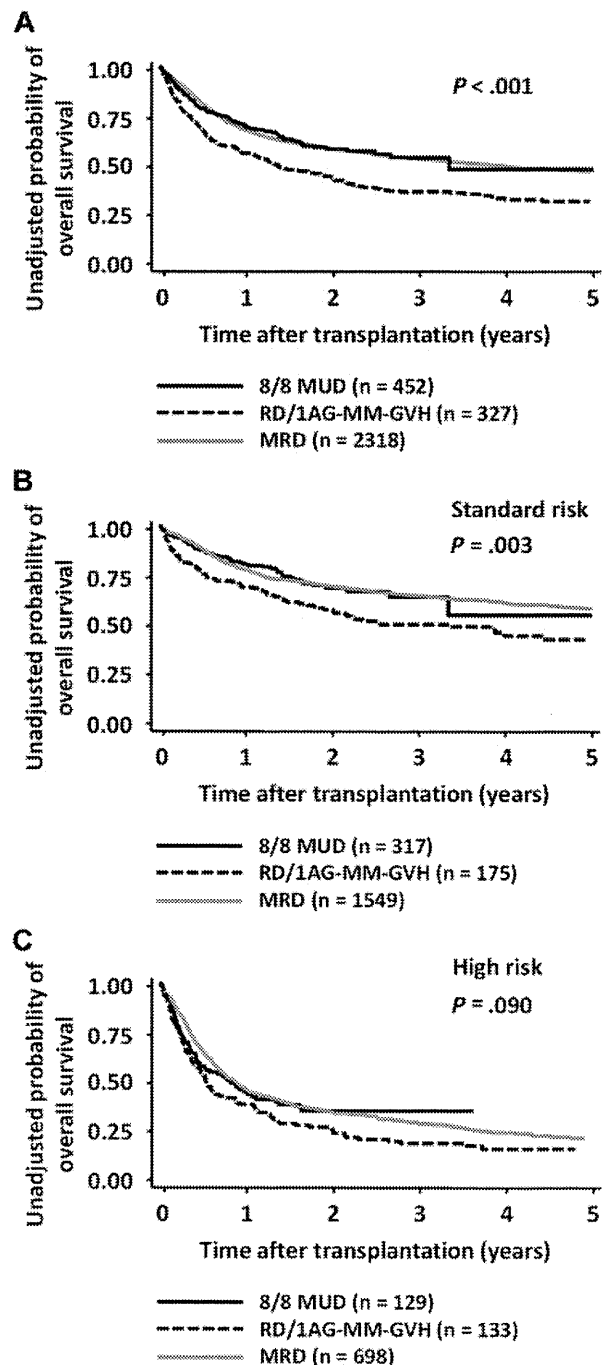 A
Unadjusted probability of
overall survival
1.00
0.75
0.50
0.25
0.00
P < .001
0 1 2 3 4 5
Time after transplantation (years)
8/8 MUD (n = 452)
RD/1AG-MM-GVH (n = 327)
MRD (n = 2318)
B
Unadjusted probability of
overall survival
1.00
0.75
0.50
0.25
0.00
Standard risk
P = .003
0 1 2 3 4 5
Time after transplantation (years)
8/8 MUD (n = 317)
RD/1AG-MM-GVH (n = 175)
MRD (n = 1549)
C
Unadjusted probability of
overall survival
1.00
0.75
0.50
0.25
0.00
High risk
P = .090
0 1 2 3 4 5
Time after transplantation (years)
8/8 MUD (n = 129)
RD/1AG-MM-GVH (n = 133)
MRD (n = 698)